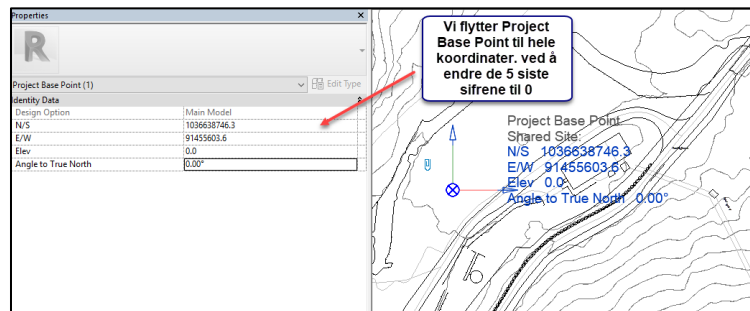 Properties
R
Project Base Point (1)
Edit Type
Identity Data
Design Option Main Model
N/S 1036638746.3
E/W 91455603.6
Elev 0.0
Angle to True North 0.00°
Vi flytter Project
Base Point til hele
koordinater. ved å
endre de 5 siste
sifrene til 0
Project Base Point
Shared Site:
N/S 1036638746.3
E/W 91455603.6
Elev 0.0
Angle to True North 0.00°